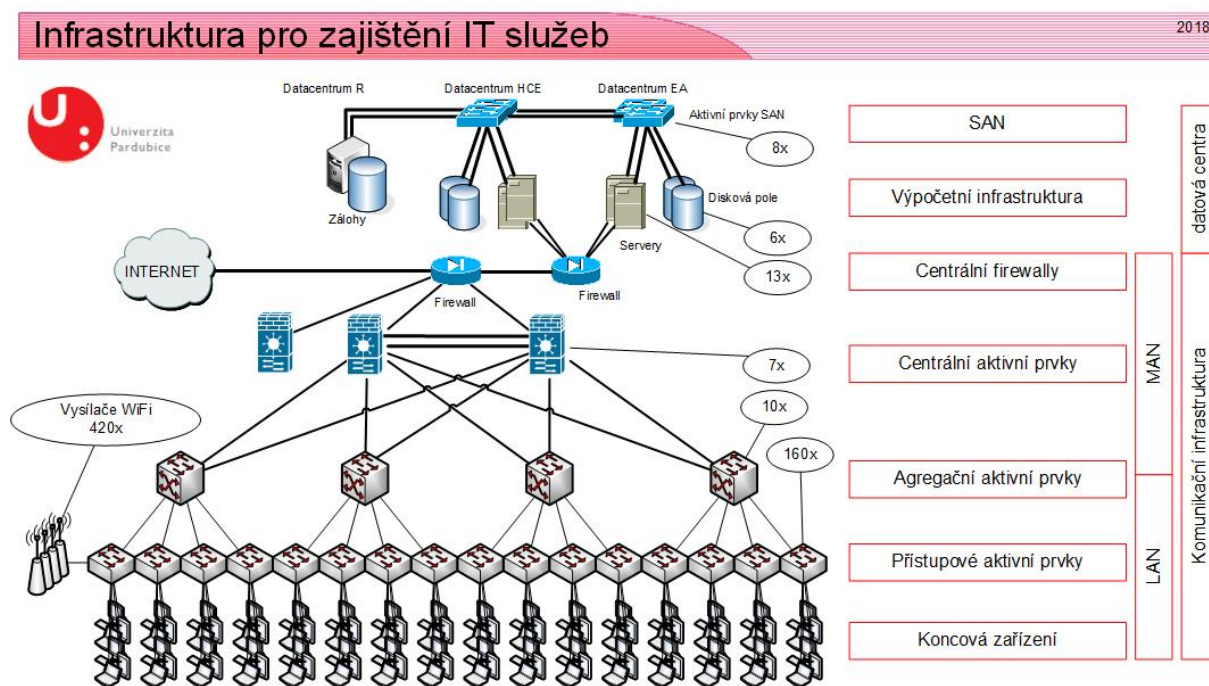 Infrastruktura pro zajištění IT služeb
2018
Univerzita
Pardubice
Datacentrum R
Datacentrum HCE
Datacentrum EA
Aktivní prvky SAN
8x
Zálohy
Disková pole
Servery
6x
13x
INTERNET
Firewall
Firewall
7x
10x
160x
Vysílače WiFi
420x
SAN
Výpočetní infrastruktura
Centrální firewally
Centrální aktivní prvky
Agregační aktivní prvky
Přístupové aktivní prvky
Koncová zařízení
MAN
LAN
datová centra
Komunikační infrastruktura